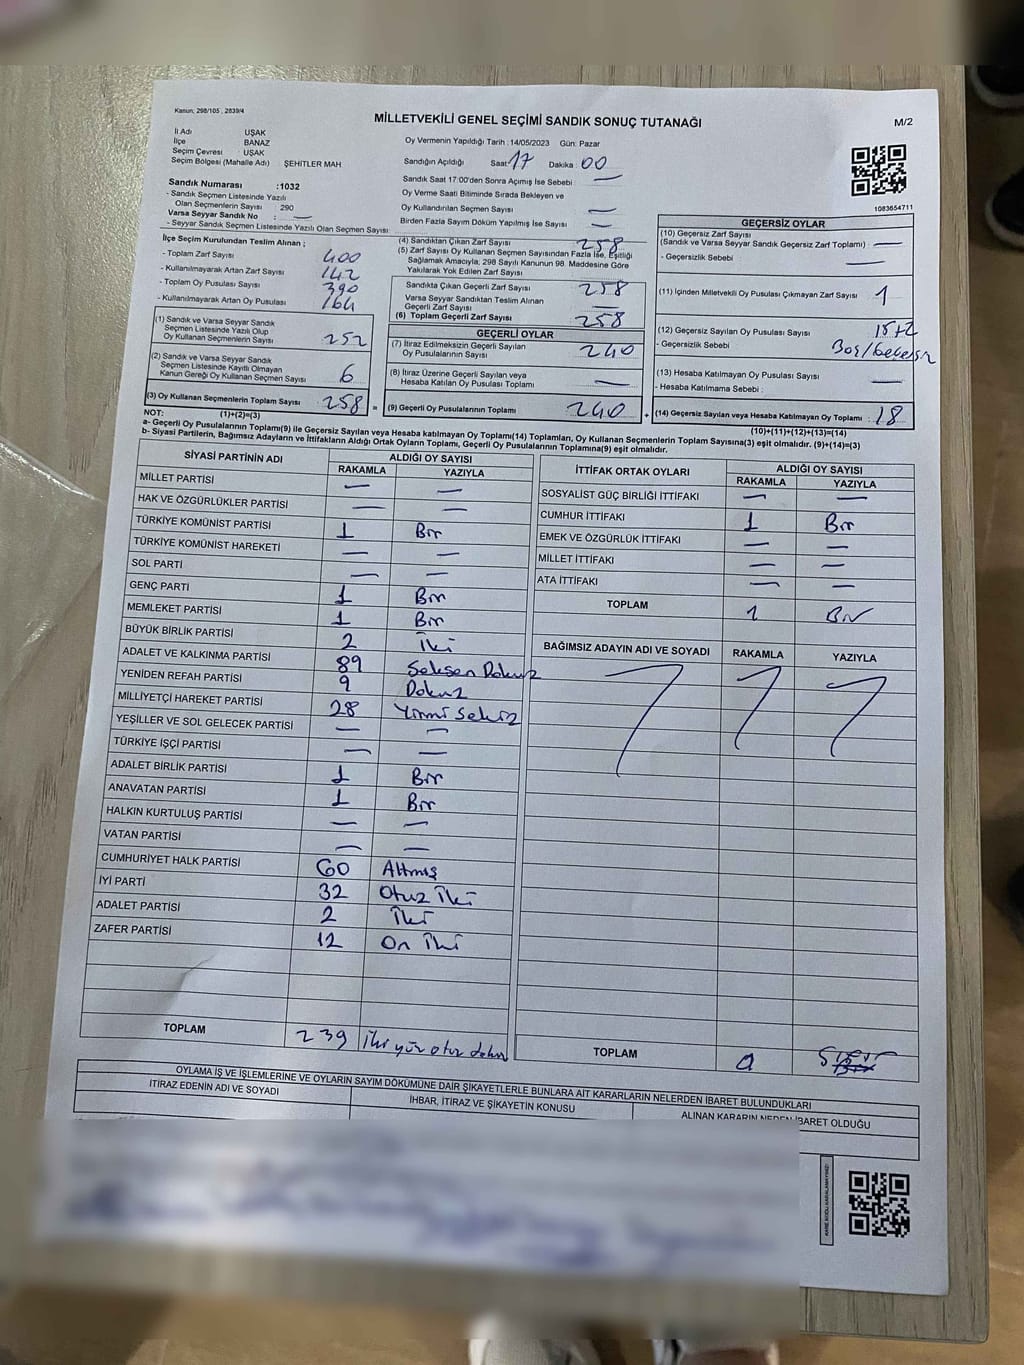 Kanun; 298/105 , 2839/4
MİLLETVEKİLİ GENEL SEÇİMİ SANDIK SONUÇ TUTANAĞI
M/2
İl Adı UŞAK
İlçe BANAZ
Seçim Çevresi UŞAK
Seçim Bölgesi (Mahalle Adı) ŞEHİTLER MAH
Oy Vermenin Yapıldığı Tarih :14/05/2023 Gün: Pazar
Sandığın Açıldığı Saat: 17 Dakika : 00
Sandık Saat 17:00'den Sonra Açımış İse Sebebi : —
Oy Verme Saati Bitiminde Sırada Bekleyen ve
Oy Kullandırılan Seçmen Sayısı —
Birden Fazla Sayım Döküm Yapılmış İse Sayısı : —
1083654711
Sandık Numarası :1032
- Sandık Seçmen Listesinde Yazılı
Olan Seçmenlerin Sayısı 290
Varsa Seyyar Sandık No : —
- Seyyar Sandık Seçmen Listesinde Yazılı Olan Seçmen Sayısı:
İlçe Seçim Kurulundan Teslim Alınan ;
- Toplam Zarf Sayısı 400
- Kullanılmayarak Artan Zarf Sayısı 142
- Toplam Oy Pusulası Sayısı 390
- Kullanılmayarak Artan Oy Pusulası 164
(1) Sandık ve Varsa Seyyar Sandık
Seçmen Listesinde Yazılı Olup
Oy Kullanan Seçmenlerin Sayısı 252
(2) Sandık ve Varsa Seyyar Sandık
Seçmen Listesinde Kayıtlı Olmayan
Kanun Gereği Oy Kullanan Seçmen Sayısı 6
(3) Oy Kullanan Seçmenlerin Toplam Sayısı 258 =
(4) Sandıktan Çıkan Zarf Sayısı 258
(5) Zarf Sayısı Oy Kullanan Seçmen Sayısından Fazla İse, Eşitliği
Sağlamak Amacıyla; 298 Sayılı Kanunun 98. Maddesine Göre
Yakılarak Yok Edilen Zarf Sayısı
Sandıkta Çıkan Geçerli Zarf Sayısı 258
Varsa Seyyar Sandıktan Teslim Alınan
Geçerli Zarf Sayısı —
(6) Toplam Geçerli Zarf Sayısı 258
GEÇERLİ OYLAR
(7) İtiraz Edilmeksizin Geçerli Sayılan
Oy Pusulalarının Sayısı 240
(8) İtiraz Üzerine Geçerli Sayılan veya
Hesaba Katılan Oy Pusulası Toplamı —
(9) Geçerli Oy Pusulalarının Toplamı 240 +
GEÇERSİZ OYLAR
(10) Geçersiz Zarf Sayısı
(Sandık ve Varsa Seyyar Sandık Geçersiz Zarf Toplamı) —
- Geçersizlik Sebebi : —
(11) İçinden Milletvekili Oy Pusulası Çıkmayan Zarf Sayısı 1
(12) Geçersiz Sayılan Oy Pusulası Sayısı 15+2
- Geçersizlik Sebebi : Boş/
(13) Hesaba Katılmayan Oy Pusulası Sayısı —
- Hesaba Katılmama Sebebi :
(14) Geçersiz Sayılan veya Hesaba Katılmayan Oy Toplamı : 18
NOT: (1)+(2)=(3)
(10)+(11)+(12)+(13)=(14)
a- Geçerli Oy Pusulalarının Toplamı(9) ile Geçersiz Sayılan veya Hesaba katılmayan Oy Toplamı(14) Toplamları, Oy Kullanan Seçmenlerin Toplam Sayısına(3) eşit olmalıdır. (9)+(14)=(3)
b- Siyasi Partilerin, Bağımsız Adayların ve İttifakların Aldığı Ortak Oyların Toplamı, Geçerli Oy Pusulalarının Toplamına(9) eşit olmalıdır.
SİYASİ PARTİNİN ADI ALDIĞI OY SAYISI
RAKAMLA YAZIYLA
MİLLET PARTİSİ — —
HAK VE ÖZGÜRLÜKLER PARTİSİ — —
TÜRKİYE KOMÜNİST PARTİSİ 1 Bir
TÜRKİYE KOMÜNİST HAREKETİ — —
SOL PARTİ — —
GENÇ PARTİ 1 Bir
MEMLEKET PARTİSİ 1 Bir
BÜYÜK BİRLİK PARTİSİ 2 İki
ADALET VE KALKINMA PARTİSİ 89 Seksen Dokuz
YENİDEN REFAH PARTİSİ 9 Dokuz
MİLLİYETÇİ HAREKET PARTİSİ 28 Yirmi Sekiz
YEŞİLLER VE SOL GELECEK PARTİSİ — —
TÜRKİYE İŞÇİ PARTİSİ — —
ADALET BİRLİK PARTİSİ 1 Bir
ANAVATAN PARTİSİ 1 Bir
HALKIN KURTULUŞ PARTİSİ — —
VATAN PARTİSİ — —
CUMHURİYET HALK PARTİSİ 60 Altmış
İYİ PARTİ 32 Otuz İki
ADALET PARTİSİ 2 İki
ZAFER PARTİSİ 12 On İki
TOPLAM 239 İki yüz otuz dokuz
İTTİFAK ORTAK OYLARI ALDIĞI OY SAYISI
RAKAMLA YAZIYLA
SOSYALİST GÜÇ BİRLİĞİ İTTİFAKI — —
CUMHUR İTTİFAKI 1 Bir
EMEK VE ÖZGÜRLÜK İTTİFAKI — —
MİLLET İTTİFAKI — —
ATA İTTİFAKI — —
TOPLAM 1 Bir
BAĞIMSIZ ADAYIN ADI VE SOYADI RAKAMLA YAZIYLA
TOPLAM 0 Sıfır
OYLAMA İŞ VE İŞLEMLERİNE VE OYLARIN SAYIM DÖKÜMÜNE DAİR ŞİKAYETLERLE BUNLARA AİT KARARLARIN NELERDEN İBARET BULUNDUKLARI
İTİRAZ EDENİN ADI VE SOYADI
İHBAR, İTİRAZ VE ŞİKAYETİN KONUSU
ALINAN KARARIN NEDEN İBARET OLDUĞU
KARE KODU KARALAMAYINIZ!